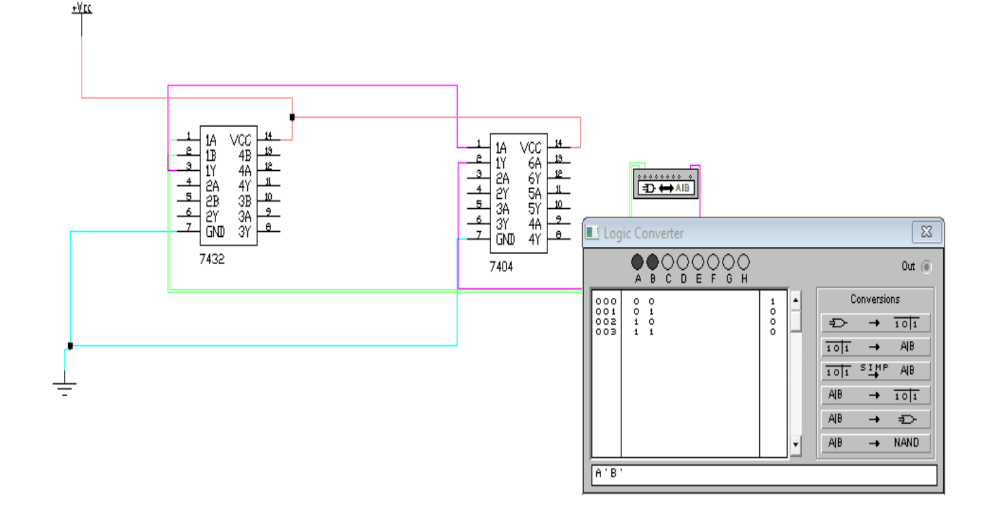 +Vcc
1 1A VCC 14
2 1B 4B 13
3 1Y 4A 12
4 2A 4Y 11
5 2B 3B 10
6 2Y 3A 9
7 GND 3Y 8
7432
1 1A VCC 14
2 1Y 6A 13
3 2A 6Y 12
4 2Y 5A 11
5 3A 5Y 10
6 3Y 4A 9
7 GND 4Y 8
7404
A|B
Logic Converter
A B C D E F G H
Out
000 0 0 1
001 0 1 0
002 1 0 0
003 1 1 0
Conversions
→ 1 0|1
1 0|1 → A|B
1 0|1 SIMP → A|B
A|B → 1 0|1
A|B →
A|B → NAND
A'B'